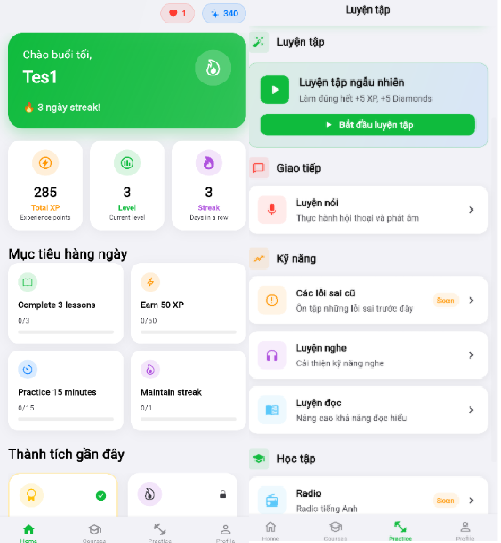 1
340
Chào buổi tối,
Tes1
🔥 3 ngày streak!
285
Total XP
Experience points
3
Level
Current level
3
Streak
Days in a row
Mục tiêu hàng ngày
Complete 3 lessons
0/3
Earn 50 XP
0/50
Practice 15 minutes
0/15
Maintain streak
0/1
Thành tích gần đây
Home
Courses
Practice
Profile
Luyện tập
Luyện tập
Luyện tập ngẫu nhiên
Làm đúng hết +5 XP, +5 Diamonds
Bắt đầu luyện tập
Giao tiếp
Luyện nói
Thực hành hội thoại và phát âm
Kỹ năng
Các lỗi sai cũ
Ôn tập những lỗi sai trước đây
Soon
Luyện nghe
Cải thiện kỹ năng nghe
Luyện đọc
Nâng cao khả năng đọc hiểu
Học tập
Radio
Radio tiếng Anh
Soon
Home
Courses
Practice
Profile